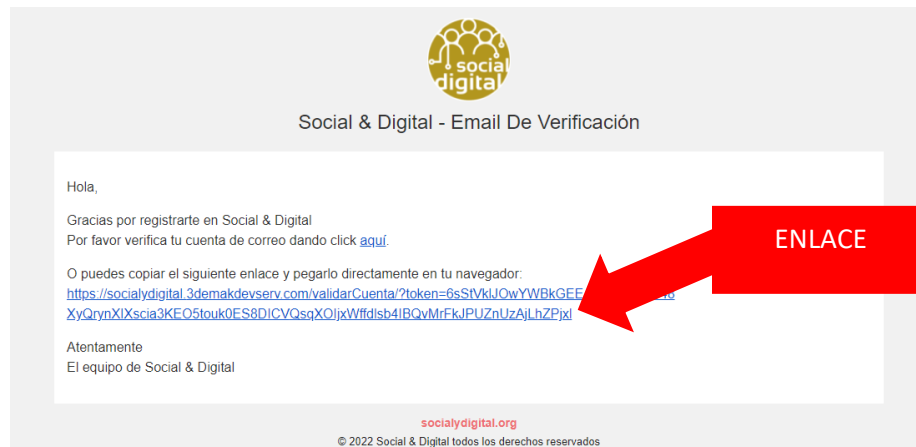 social
digital
Social & Digital - Email De Verificación
Hola,
Gracias por registrarte en Social & Digital
Por favor verifica tu cuenta de correo dando click aquí.
ENLACE
O puedes copiar el siguiente enlace y pegarlo directamente en tu navegador:
https://socialydigital.3demakdevserv.com/validarCuenta/?token=6sStVklJOwYWBkGEE
XyQrynXlXscia3KEO5touk0ES8DICVQsqXOljxWffdlsb4IBQvMrFkJPUZnUzAjLhZPjxl
Atentamente
El equipo de Social & Digital
socialydigital.org
© 2022 Social & Digital todos los derechos reservados